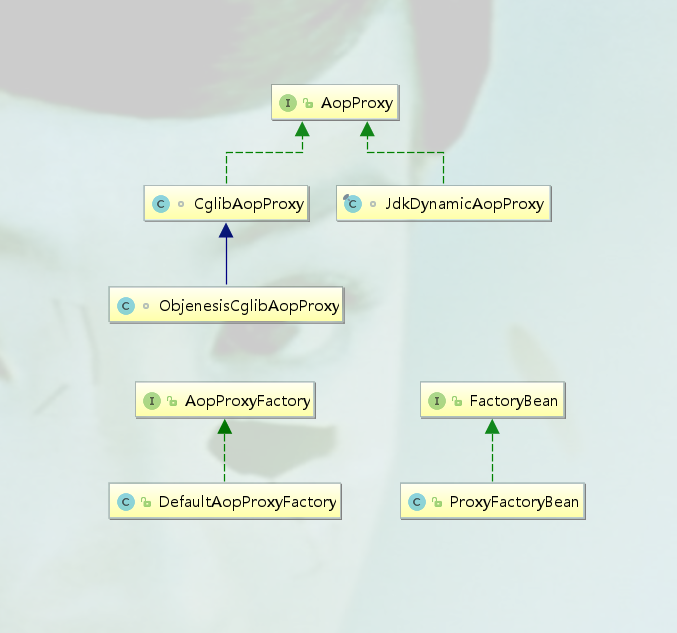 I AopProxy
C CglibAopProxy
C JdkDynamicAopProxy
C ObjenesisCglibAopProxy
I AopProxyFactory
I FactoryBean
C DefaultAopProxyFactory
C ProxyFactoryBean